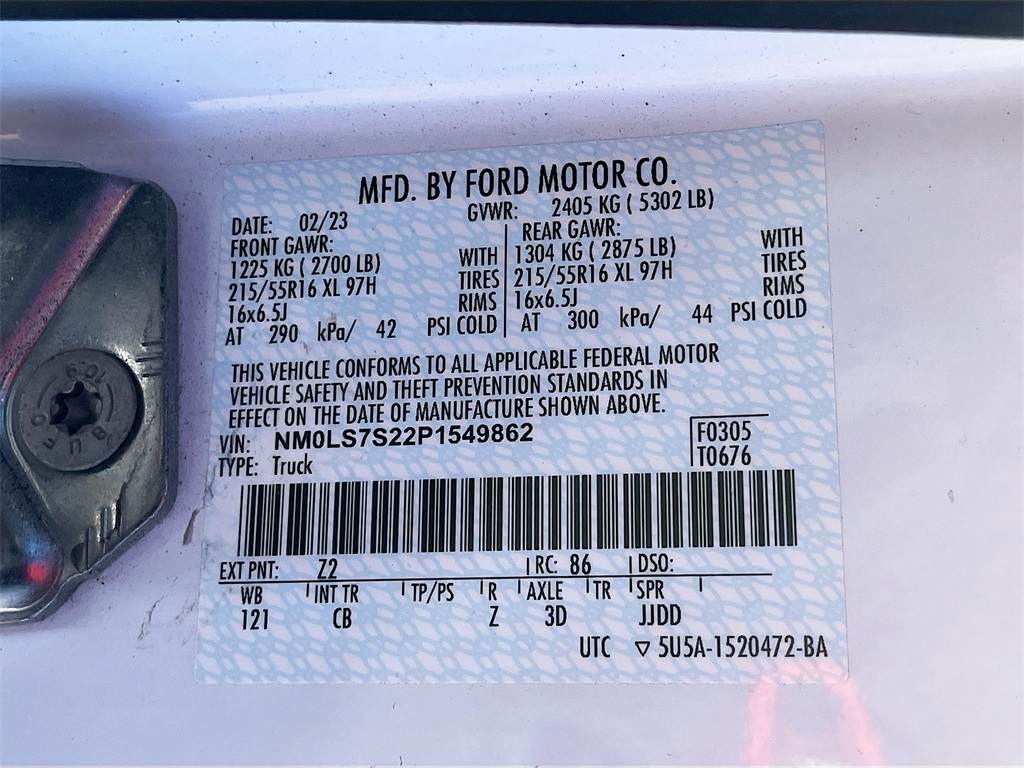 MFD. BY FORD MOTOR CO.
DATE: 02/23 GVWR: 2405 KG ( 5302 LB)
FRONT GAWR: REAR GAWR:
1225 KG ( 2700 LB) WITH 1304 KG ( 2875 LB) WITH
215/55R16 XL 97H TIRES 215/55R16 XL 97H TIRES
16x6.5J RIMS 16x6.5J RIMS
AT 290 kPa/ 42 PSI COLD AT 300 kPa/ 44 PSI COLD
THIS VEHICLE CONFORMS TO ALL APPLICABLE FEDERAL MOTOR
VEHICLE SAFETY AND THEFT PREVENTION STANDARDS IN
EFFECT ON THE DATE OF MANUFACTURE SHOWN ABOVE.
VIN: NM0LS7S22P1549862 F0305
TYPE: Truck T0676
EXT PNT: Z2 RC: 86 DSO:
WB INT TR TP/PS R AXLE TR SPR
121 CB Z 3D JJDD
UTC ▽ 5U5A-1520472-BA
10.9
BUFO